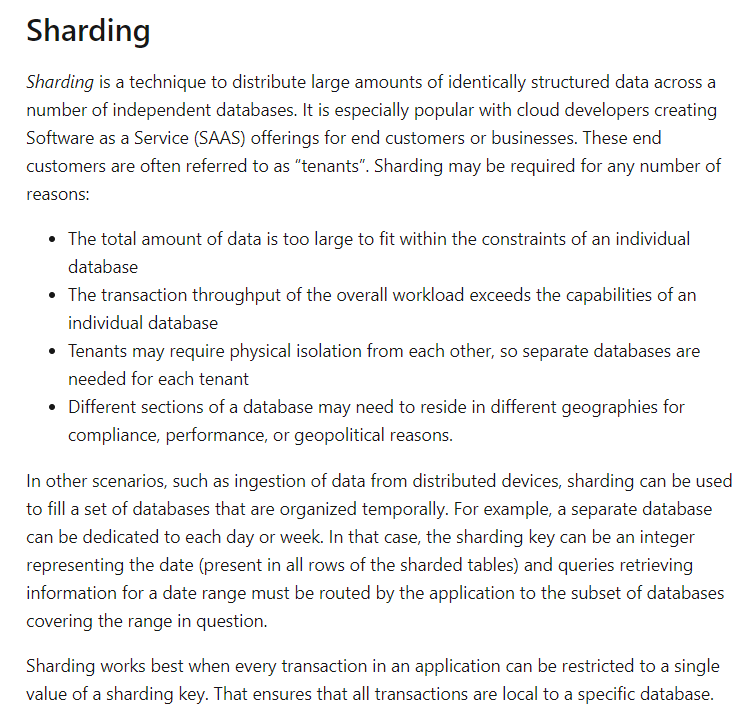 Sharding
Sharding is a technique to distribute large amounts of identically structured data across a
number of independent databases. It is especially popular with cloud developers creating
Software as a Service (SAAS) offerings for end customers or businesses. These end
customers are often referred to as “tenants”. Sharding may be required for any number of
reasons:
• The total amount of data is too large to fit within the constraints of an individual
database
• The transaction throughput of the overall workload exceeds the capabilities of an
individual database
• Tenants may require physical isolation from each other, so separate databases are
needed for each tenant
• Different sections of a database may need to reside in different geographies for
compliance, performance, or geopolitical reasons.
In other scenarios, such as ingestion of data from distributed devices, sharding can be used
to fill a set of databases that are organized temporally. For example, a separate database
can be dedicated to each day or week. In that case, the sharding key can be an integer
representing the date (present in all rows of the sharded tables) and queries retrieving
information for a date range must be routed by the application to the subset of databases
covering the range in question.
Sharding works best when every transaction in an application can be restricted to a single
value of a sharding key. That ensures that all transactions are local to a specific database.